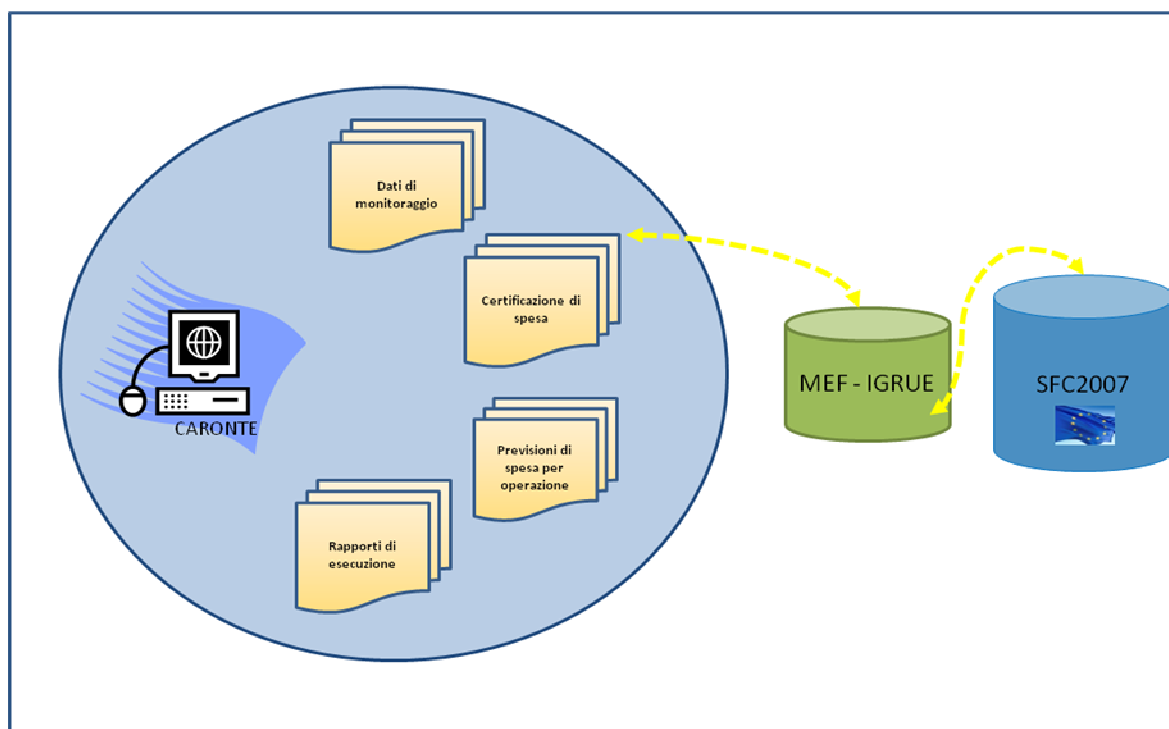 Dati di
monitoraggio
Certificazione di
spesa
MEF - IGRUE
SFC2007
CARONTE
Previsioni di
spesa per
operazione
Rapporti di
esecuzione